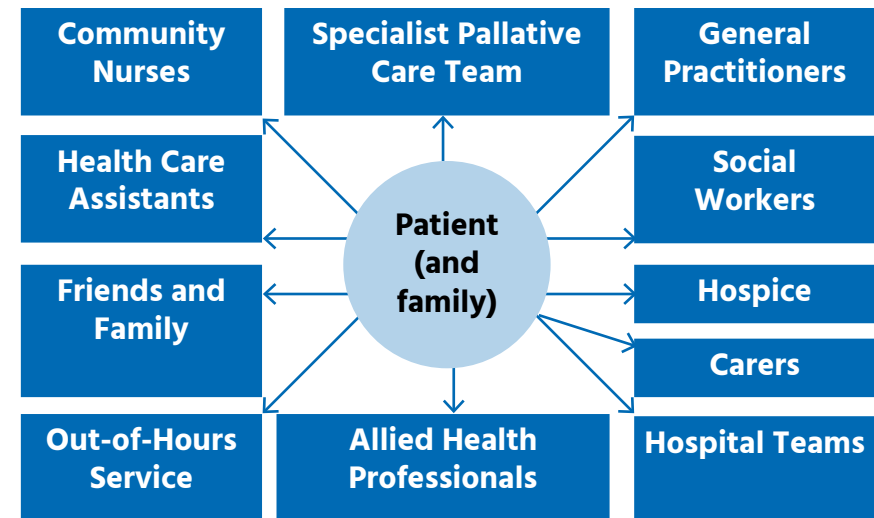 Community
Nurses
Specialist Pallative
Care Team
General
Practitioners
Health Care
Assistants
Social
Workers
Patient
(and
family)
Friends and
Family
Hospice
Carers
Out-of-Hours
Service
Allied Health
Professionals
Hospital Teams